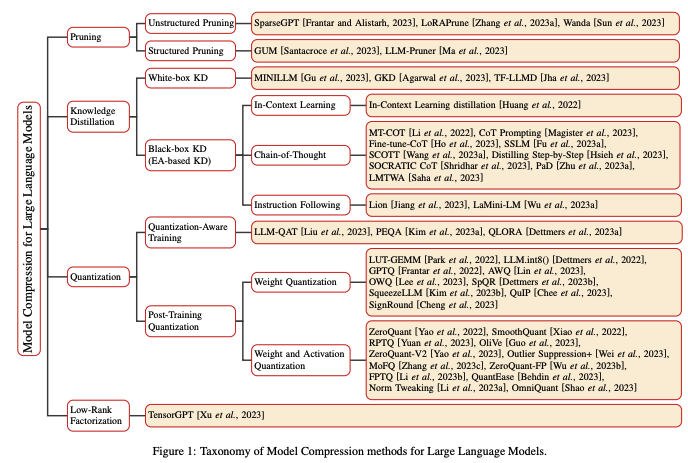 Model Compression for Large Language Models
Pruning
Unstructured Pruning
SparseGPT [Frantar and Alistarh, 2023], LoRAPrune [Zhang et al., 2023a], Wanda [Sun et al., 2023]
Structured Pruning
GUM [Santacroce et al., 2023], LLM-Pruner [Ma et al., 2023]
Knowledge
Distillation
White-box KD
MINILLM [Gu et al., 2023], GKD [Agarwal et al., 2023], TF-LLMD [Jha et al., 2023]
Black-box KD
(EA-based KD)
In-Context Learning
In-Context Learning distillation [Huang et al., 2022]
Chain-of-Thought
MT-COT [Li et al., 2022], CoT Prompting [Magister et al., 2023],
Fine-tune-CoT [Ho et al., 2023], SSLM [Fu et al., 2023a],
SCOTT [Wang et al., 2023a], Distilling Step-by-Step [Hsieh et al., 2023],
SOCRATIC CoT [Shridhar et al., 2023], PaD [Zhu et al., 2023a],
LMTWA [Saha et al., 2023]
Instruction Following
Lion [Jiang et al., 2023], LaMini-LM [Wu et al., 2023a]
Quantization
Quantization-Aware
Training
LLM-QAT [Liu et al., 2023], PEQA [Kim et al., 2023a], QLORA [Dettmers et al., 2023a]
Post-Training
Quantization
Weight Quantization
LUT-GEMM [Park et al., 2022], LLM.int8() [Dettmers et al., 2022],
GPTQ [Frantar et al., 2022], AWQ [Lin et al., 2023],
OWQ [Lee et al., 2023], SpQR [Dettmers et al., 2023b],
SqueezeLLM [Kim et al., 2023b], QuIP [Chee et al., 2023],
SignRound [Cheng et al., 2023]
Weight and Activation
Quantization
ZeroQuant [Yao et al., 2022], SmoothQuant [Xiao et al., 2022],
RPTQ [Yuan et al., 2023], OliVe [Guo et al., 2023],
ZeroQuant-V2 [Yao et al., 2023], Outlier Suppression+ [Wei et al., 2023],
MoFQ [Zhang et al., 2023c], ZeroQuant-FP [Wu et al., 2023b],
FPTQ [Li et al., 2023b], QuantEase [Behdin et al., 2023],
Norm Tweaking [Li et al., 2023a], OmniQuant [Shao et al., 2023]
Low-Rank
Factorization
TensorGPT [Xu et al., 2023]
Figure 1: Taxonomy of Model Compression methods for Large Language Models.